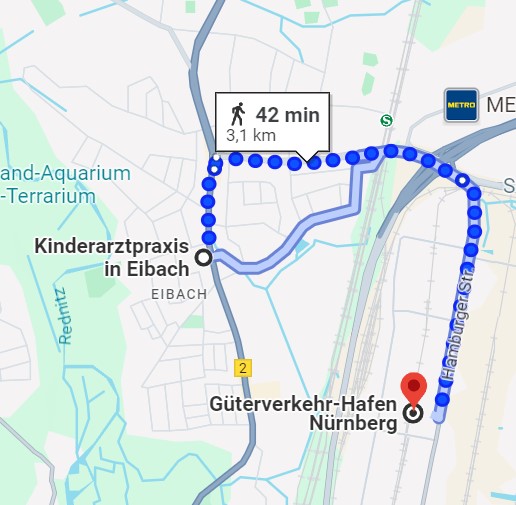 42 min
3,1 km
METRO
ME
S
and-Aquarium
-Terrarium
S
Kinderarztpraxis
in Eibach
EIBACH
Rednitz
2
Hamburger Str.
Güterverkehr-Hafen
Nürnberg